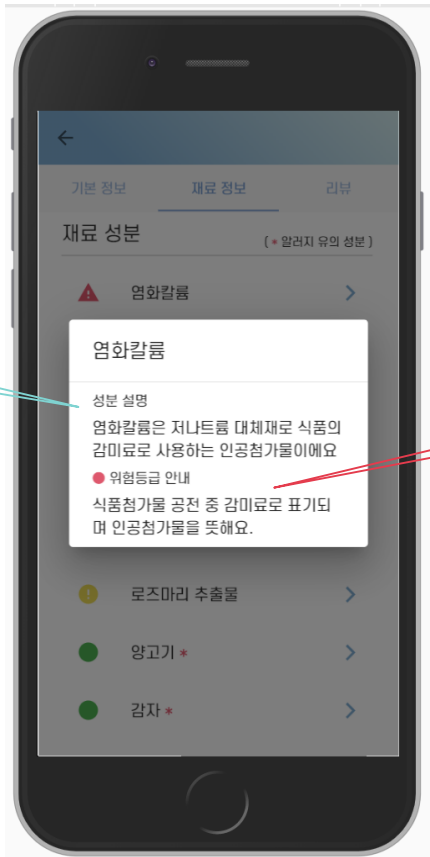 기본 정보 재료 정보 리뷰
재료 성분 ( * 알러지 유의 성분 )
염화칼륨
염화칼륨
성분 설명
염화칼륨은 저나트륨 대체재로 식품의
감미료로 사용하는 인공첨가물이에요
위험등급 안내
식품첨가물 공전 중 감미료로 표기되
며 인공첨가물을 뜻해요.
로즈마리 추출물
양고기 *
감자 *